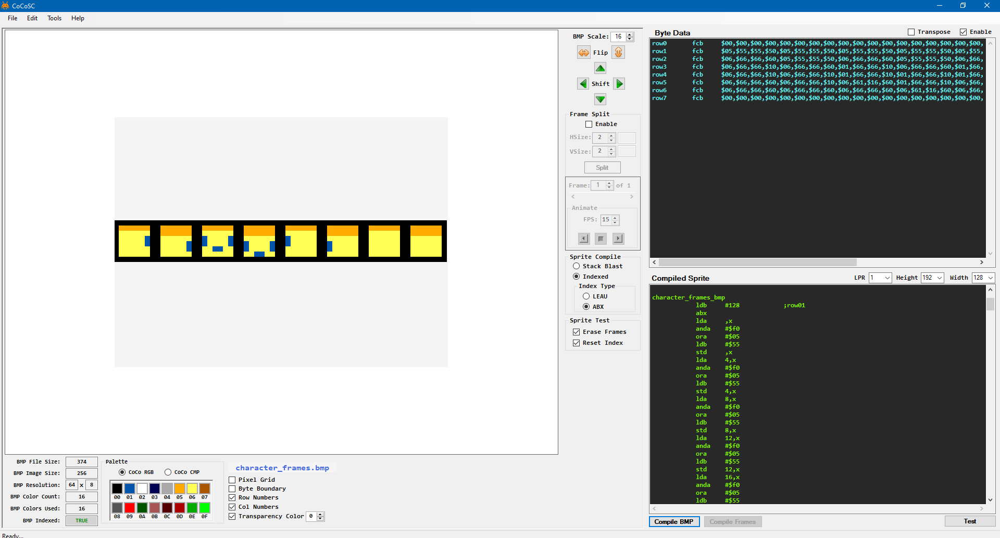 CoCoSC
File Edit Tools Help
BMP Scale: 16
Flip
Shift
Frame Split
Enable
HSize: 2
VSize: 2
Split
Frame: 1 of 1
< >
Animate
FPS: 15
Sprite Compile
Stack Blast
Indexed
Index Type
LEAU
ABX
Sprite Test
Erase Frames
Reset Index
BMP File Size: 374
BMP Image Size: 256
BMP Resolution: 64 x 8
BMP Color Count: 16
BMP Colors Used: 16
BMP Indexed: TRUE
Palette
CoCo RGB CoCo CMP
00 01 02 03 04 05 06 07
08 09 0A 0B 0C 0D 0E 0F
character_frames.bmp
Pixel Grid
Byte Boundary
Row Numbers
Col Numbers
Transparency Color 0
Byte Data Transpose Enable
row0 fcb $00,$00,$00,$00,$00,$00,$00,$00,$00,$00,$00,$00,$00,$00,$00,$00,$00,$00,
row1 fcb $05,$55,$55,$50,$05,$55,$55,$50,$05,$55,$55,$50,$05,$55,$55,$50,$05,$55,
row2 fcb $06,$66,$66,$60,$05,$55,$55,$50,$06,$66,$66,$60,$05,$55,$55,$50,$06,$66,
row3 fcb $06,$66,$66,$10,$06,$66,$66,$60,$01,$66,$66,$10,$06,$66,$66,$60,$01,$66,
row4 fcb $06,$66,$66,$10,$06,$66,$66,$10,$01,$66,$66,$10,$01,$66,$66,$10,$01,$66,
row5 fcb $06,$66,$66,$60,$06,$66,$66,$10,$06,$61,$16,$60,$01,$66,$66,$10,$06,$66,
row6 fcb $06,$66,$66,$60,$06,$66,$66,$60,$06,$66,$66,$60,$06,$61,$16,$60,$06,$66,
row7 fcb $00,$00,$00,$00,$00,$00,$00,$00,$00,$00,$00,$00,$00,$00,$00,$00,$00,$00,
Compiled Sprite LPR 1 Height 192 Width 128
character_frames_bmp
ldb #128 ;row01
abx
lda ,x
anda #$f0
ora #$05
ldb #$55
std ,x
lda 4,x
anda #$f0
ora #$05
ldb #$55
std 4,x
lda 8,x
anda #$f0
ora #$05
ldb #$55
std 8,x
lda 12,x
anda #$f0
ora #$05
ldb #$55
std 12,x
lda 16,x
anda #$f0
ora #$05
ldb #$55
Compile BMP Compile Frames Test
Ready...